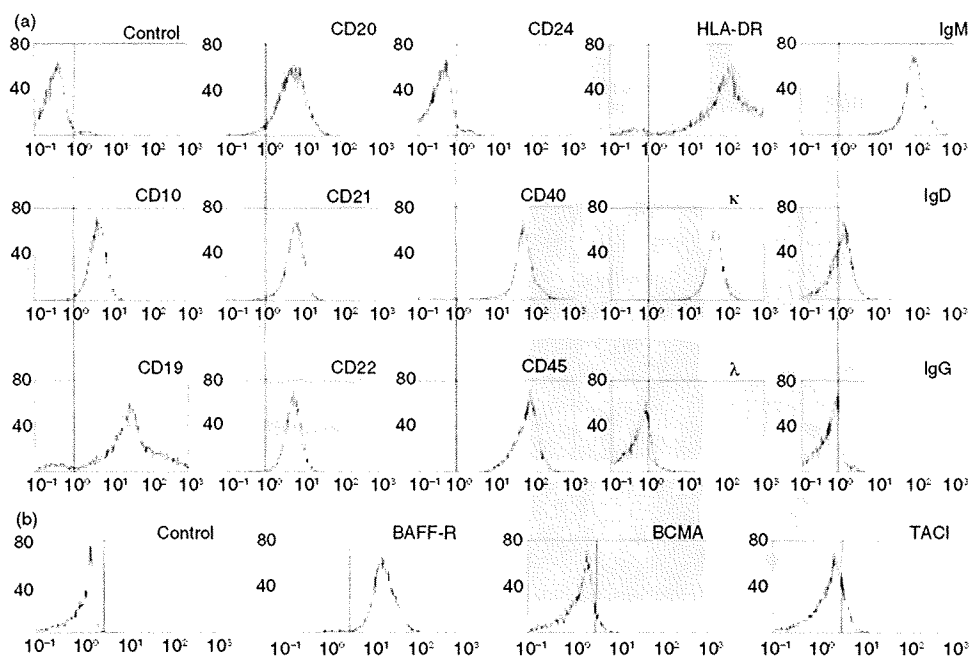 (a)
Control CD20 CD24 HLA-DR IgM
80 80 80 80 80
40 40 40 40 40
10⁻¹ 10⁰ 10¹ 10² 10³ 10⁻¹ 10⁰ 10¹ 10² 10³ 10⁻¹ 10⁰ 10¹ 10² 10³ 10⁻¹ 10⁰ 10¹ 10² 10³ 10⁻¹ 10⁰ 10¹ 10² 10³
CD10 CD21 CD40 κ IgD
80 80 80 80 80
40 40 40 40 40
10⁻¹ 10⁰ 10¹ 10² 10³ 10⁻¹ 10⁰ 10¹ 10² 10³ 10⁻¹ 10⁰ 10¹ 10² 10³ 10⁻¹ 10⁰ 10¹ 10² 10³ 10⁻¹ 10⁰ 10¹ 10² 10³
CD19 CD22 CD45 λ IgG
80 80 80 80 80
40 40 40 40 40
10⁻¹ 10⁰ 10¹ 10² 10³ 10⁻¹ 10⁰ 10¹ 10² 10³ 10⁻¹ 10⁰ 10¹ 10² 10³ 10⁻¹ 10⁰ 10¹ 10² 10³ 10⁻¹ 10⁰ 10¹ 10² 10³
(b)
Control BAFF-R BCMA TACI
80 80 80 80
40 40 40 40
10⁻¹ 10⁰ 10¹ 10² 10³ 10⁻¹ 10⁰ 10¹ 10² 10³ 10⁻¹ 10⁰ 10¹ 10² 10³ 10⁻¹ 10⁰ 10¹ 10² 10³